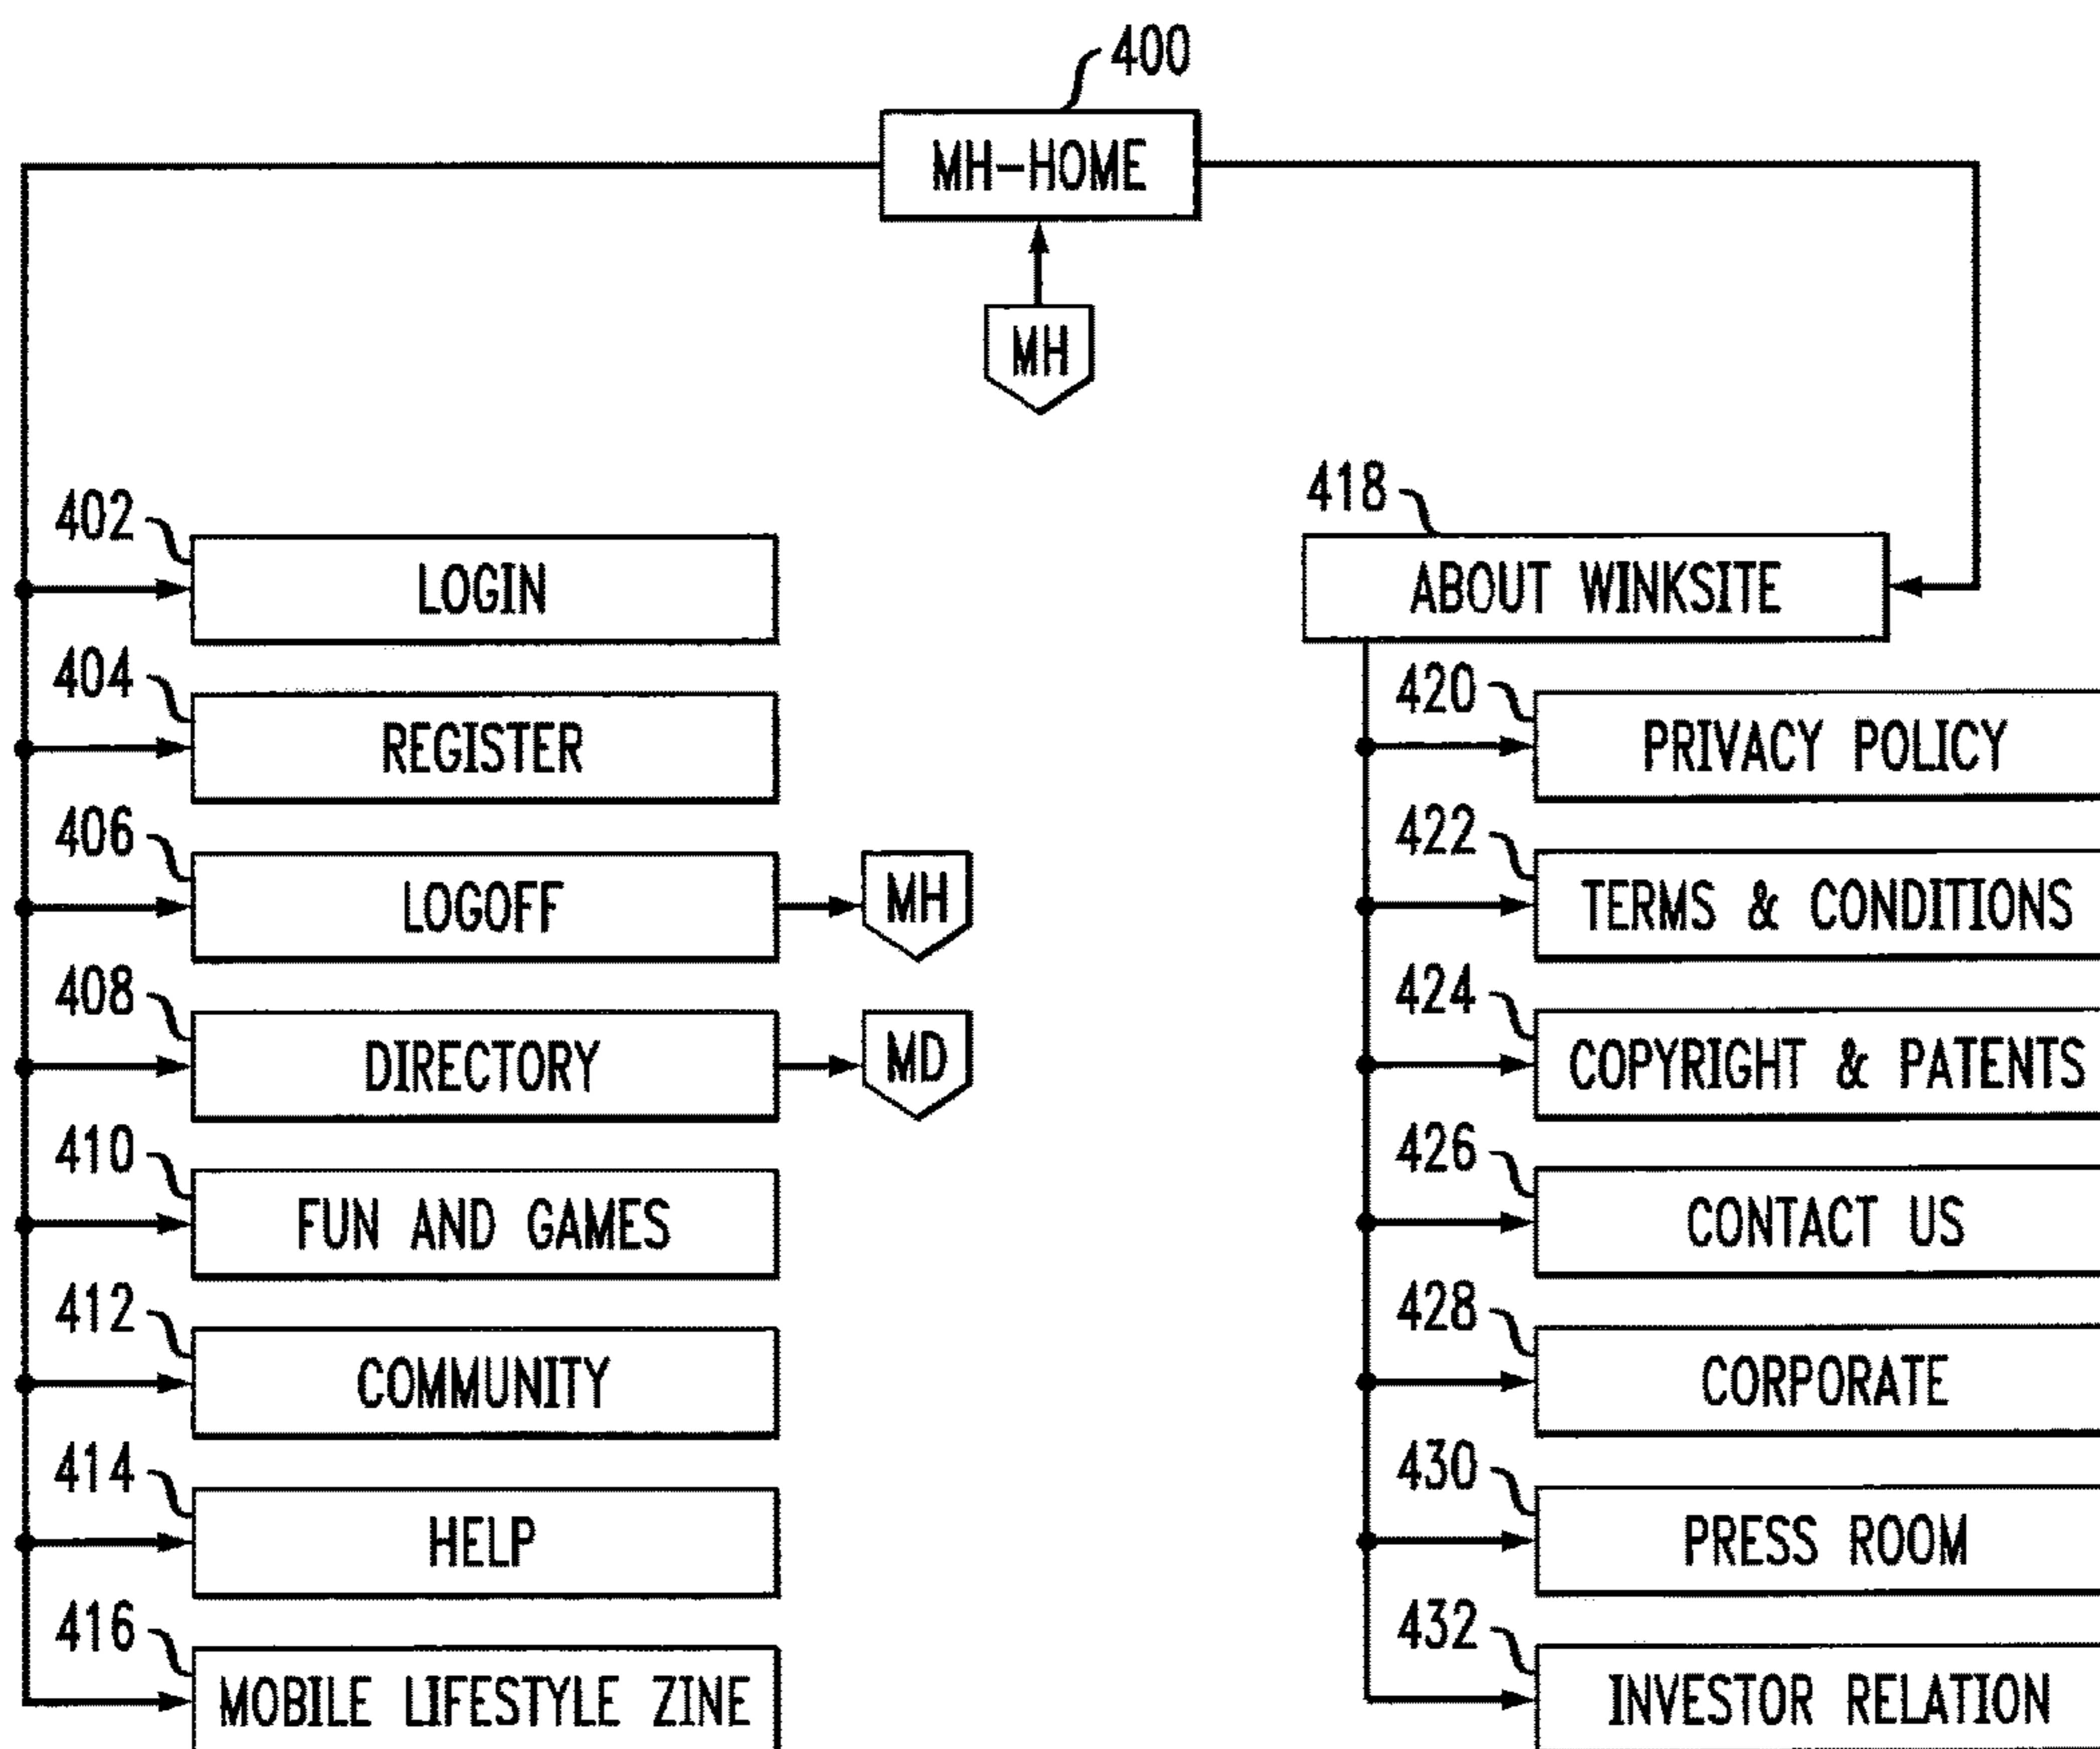 400
MH-HOME
MH
402
LOGIN
404
REGISTER
406
LOGOFF
MH
408
DIRECTORY
MD
410
FUN AND GAMES
412
COMMUNITY
414
HELP
416
MOBILE LIFESTYLE ZINE
418
ABOUT WINKSITE
420
PRIVACY POLICY
422
TERMS & CONDITIONS
424
COPYRIGHT & PATENTS
426
CONTACT US
428
CORPORATE
430
PRESS ROOM
432
INVESTOR RELATION